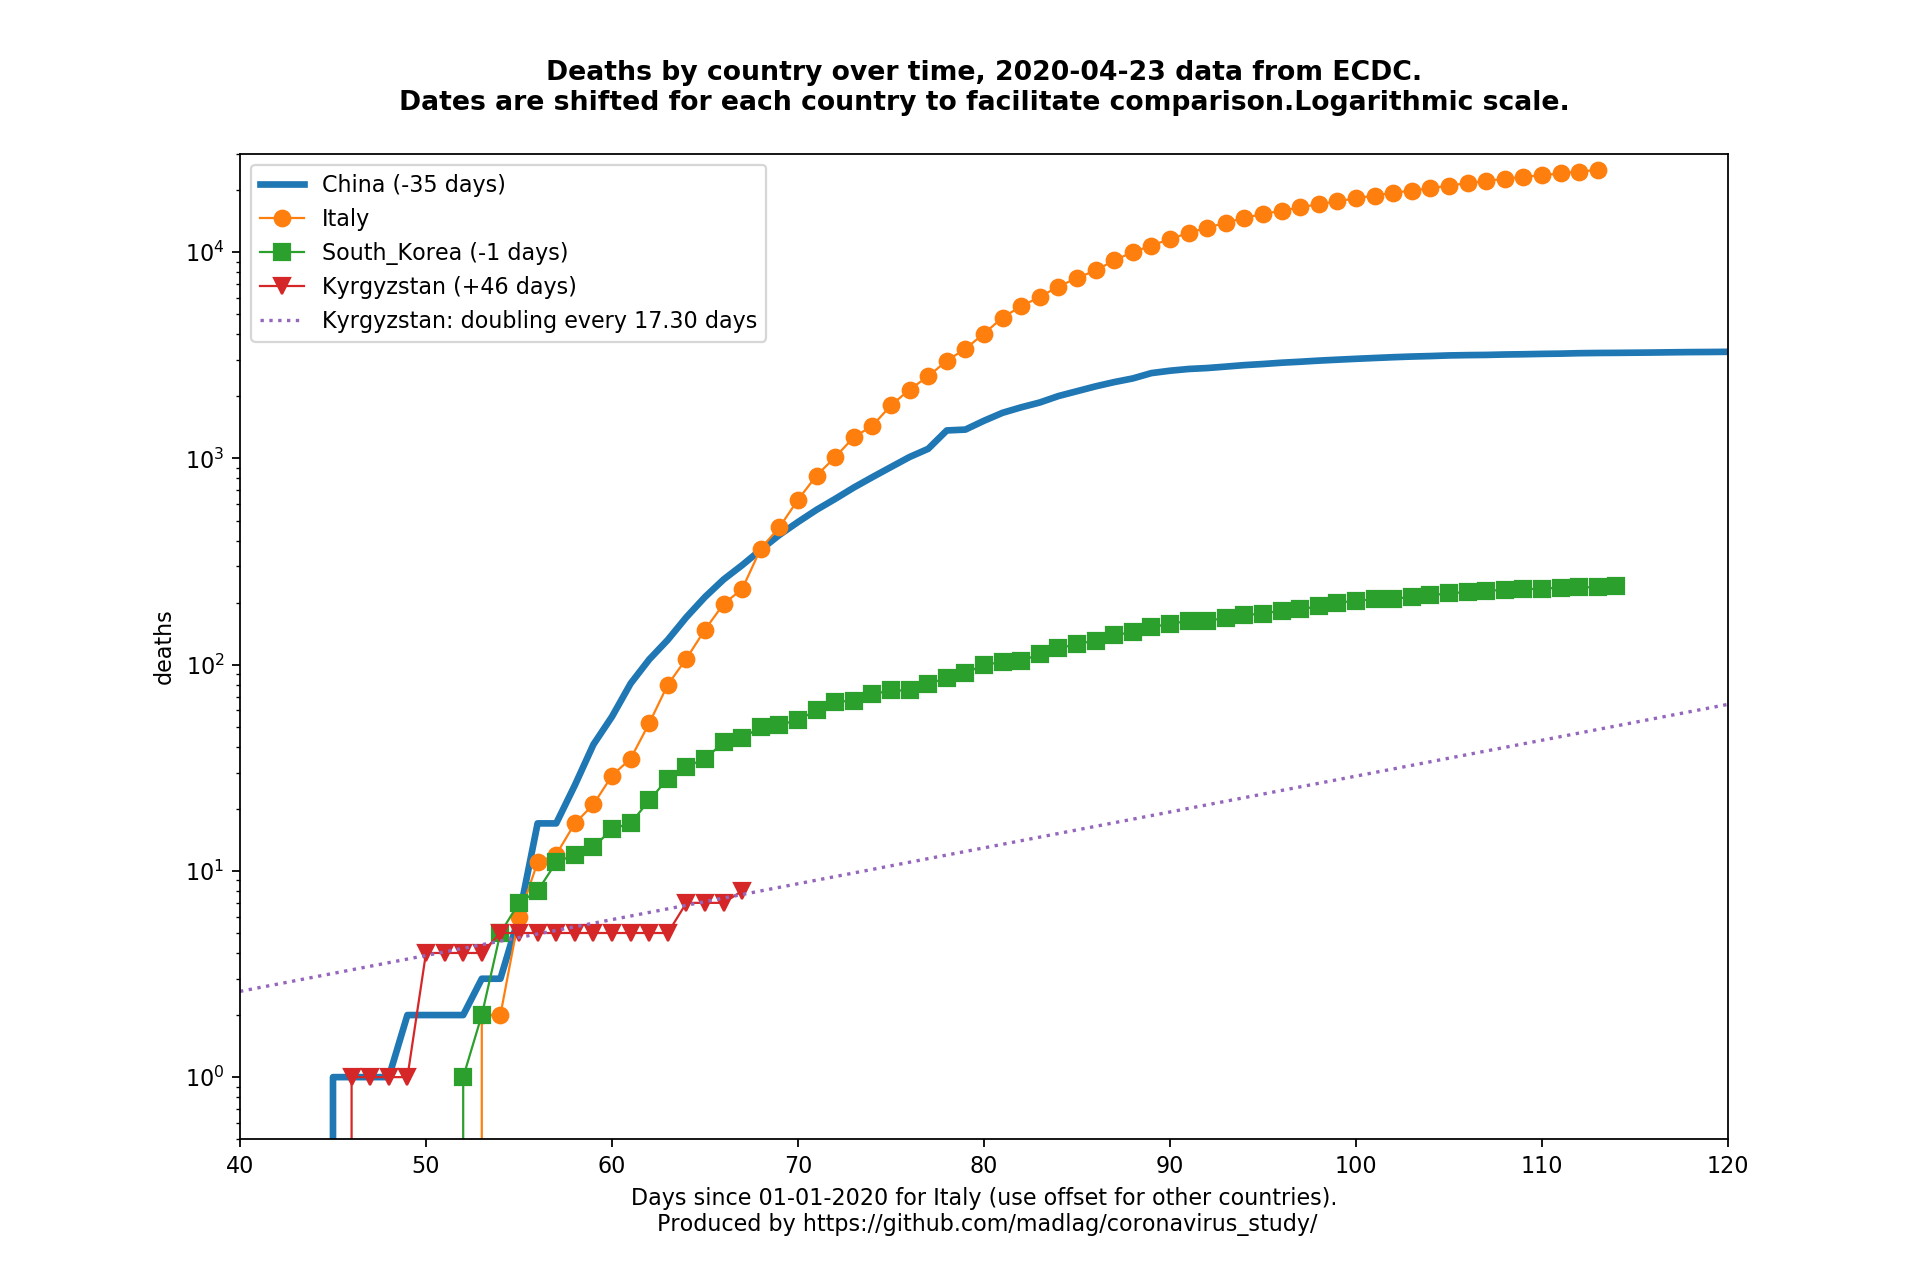 Deaths by country over time, 2020-04-23 data from ECDC.
Dates are shifted for each country to facilitate comparison.Logarithmic scale.
China (-35 days)
Italy
South_Korea (-1 days)
Kyrgyzstan (+46 days)
Kyrgyzstan: doubling every 17.30 days
deaths
10⁴
10³
10²
10¹
10⁰
40 50 60 70 80 90 100 110 120
Days since 01-01-2020 for Italy (use offset for other countries).
Produced by https://github.com/madlag/coronavirus_study/